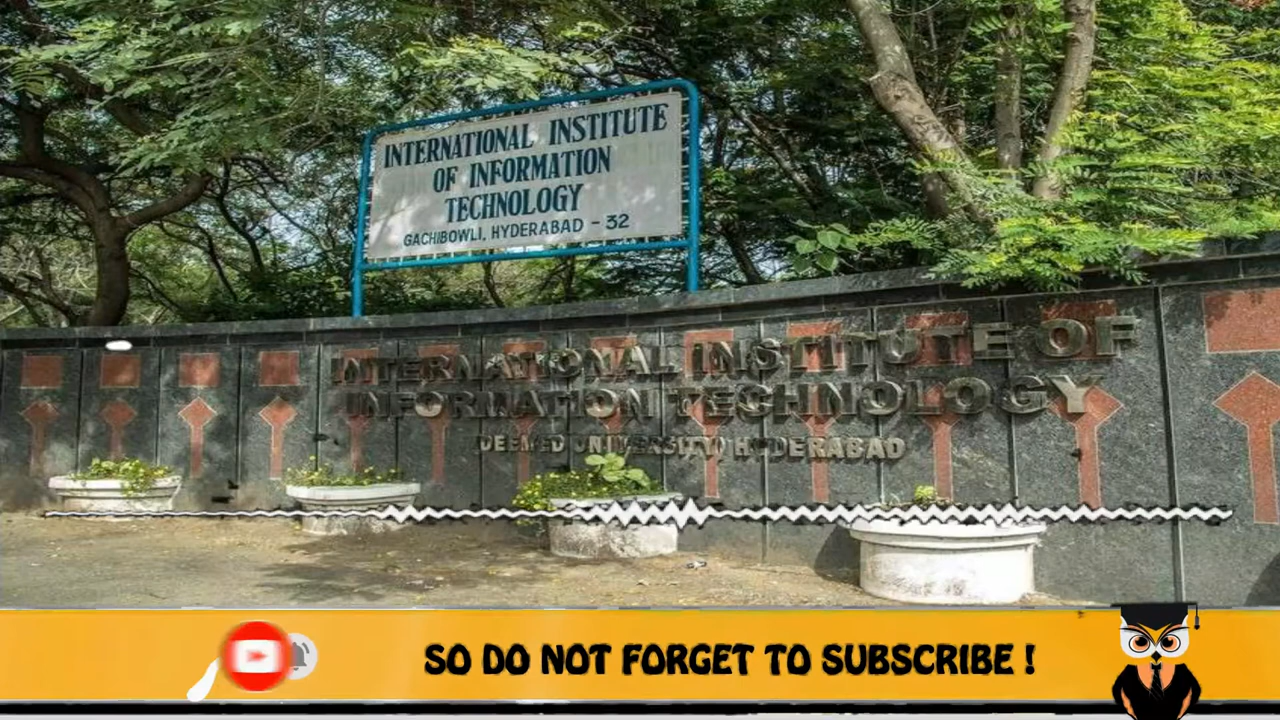 INTERNATIONAL INSTITUTE
OF INFORMATION
TECHNOLOGY
GACHIBOWLI, HYDERABAD - 32
INTERNATIONAL INSTITUTE OF
INFORMATION TECHNOLOGY
DEEMED UNIVERSITY, HYDERABAD
SO DO NOT FORGET TO SUBSCRIBE !